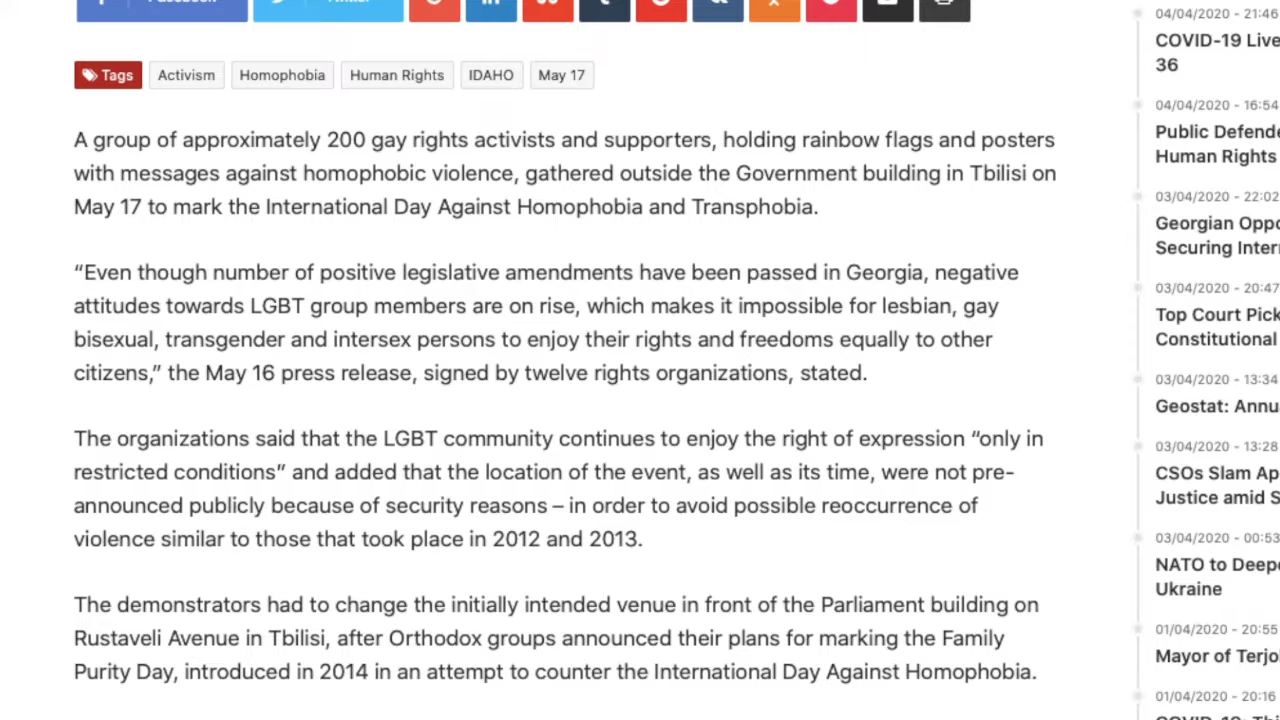 Tags Activism Homophobia Human Rights IDAHO May 17
A group of approximately 200 gay rights activists and supporters, holding rainbow flags and posters
with messages against homophobic violence, gathered outside the Government building in Tbilisi on
May 17 to mark the International Day Against Homophobia and Transphobia.
“Even though number of positive legislative amendments have been passed in Georgia, negative
attitudes towards LGBT group members are on rise, which makes it impossible for lesbian, gay
bisexual, transgender and intersex persons to enjoy their rights and freedoms equally to other
citizens,” the May 16 press release, signed by twelve rights organizations, stated.
The organizations said that the LGBT community continues to enjoy the right of expression “only in
restricted conditions” and added that the location of the event, as well as its time, were not pre-
announced publicly because of security reasons – in order to avoid possible reoccurrence of
violence similar to those that took place in 2012 and 2013.
The demonstrators had to change the initially intended venue in front of the Parliament building on
Rustaveli Avenue in Tbilisi, after Orthodox groups announced their plans for marking the Family
Purity Day, introduced in 2014 in an attempt to counter the International Day Against Homophobia.
04/04/2020 - 21:46
COVID-19 Live
36
04/04/2020 - 16:54
Public Defende
Human Rights
03/04/2020 - 22:02
Georgian Oppo
Securing Inter
03/04/2020 - 20:47
Top Court Pick
Constitutional
03/04/2020 - 13:34
Geostat: Annu
03/04/2020 - 13:28
CSOs Slam Ap
Justice amid S
03/04/2020 - 00:53
NATO to Deep
Ukraine
01/04/2020 - 20:55
Mayor of Terjo
01/04/2020 - 20:16